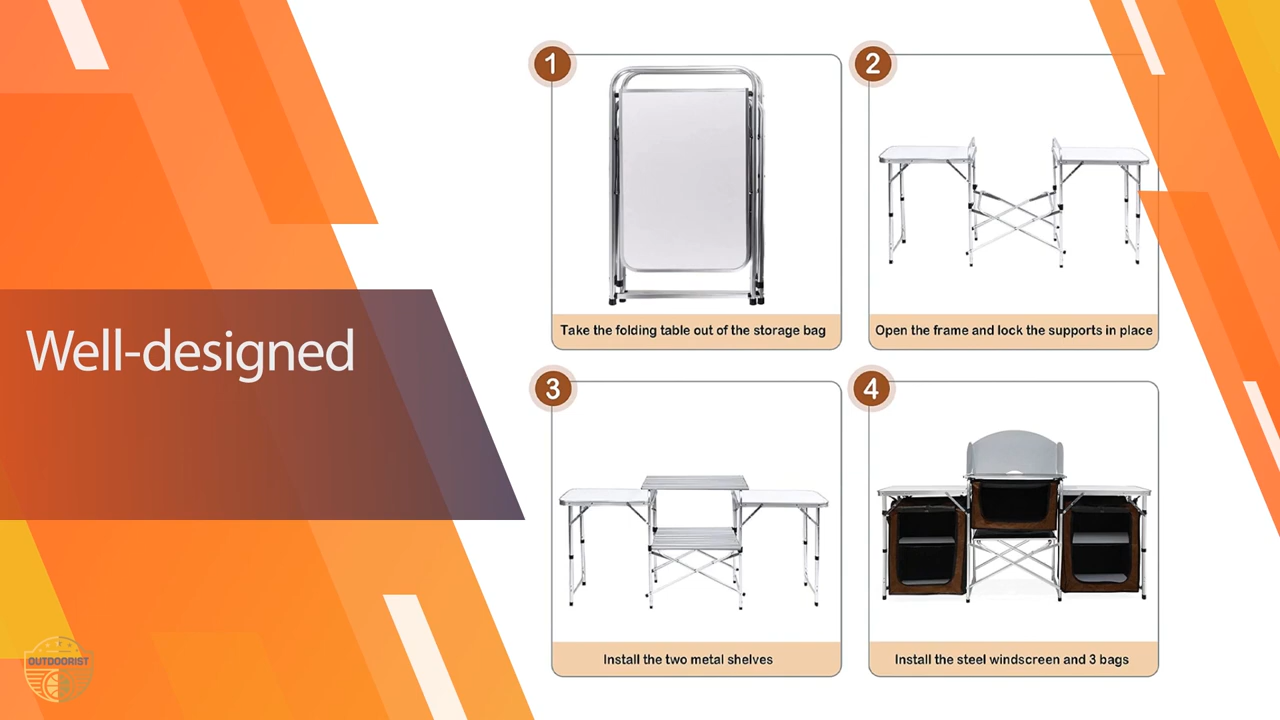 Well-designed
1
Take the folding table out of the storage bag
2
Open the frame and lock the supports in place
3
Install the two metal shelves
4
Install the steel windscreen and 3 bags
OUTDOORIST